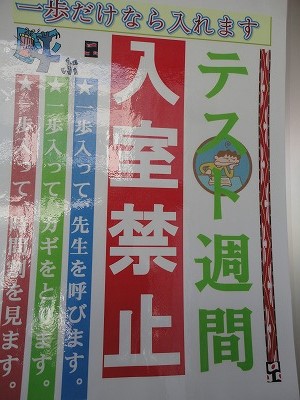 一歩だけなら入れます
テスト週間
入室禁止
★一歩入って、先生を呼びます。
★一歩入って、カギをとります。
★一歩入って、時間割を見ます。